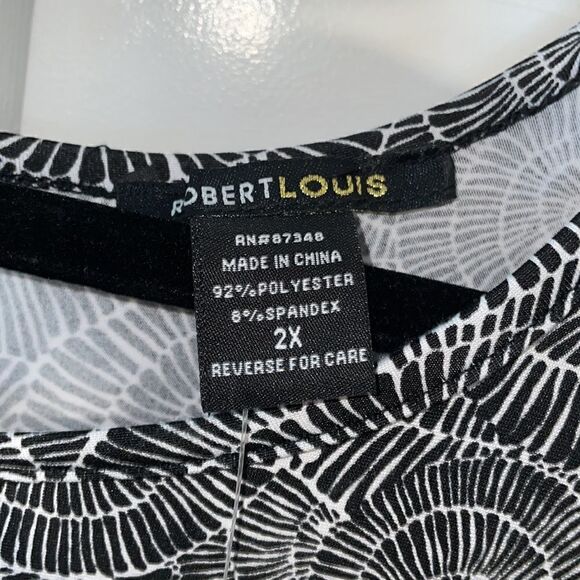 ROBERTLOUIS
RN#87348
MADE IN CHINA
92%POLYESTER
8%SPANDEX
2X
REVERSE FOR CARE